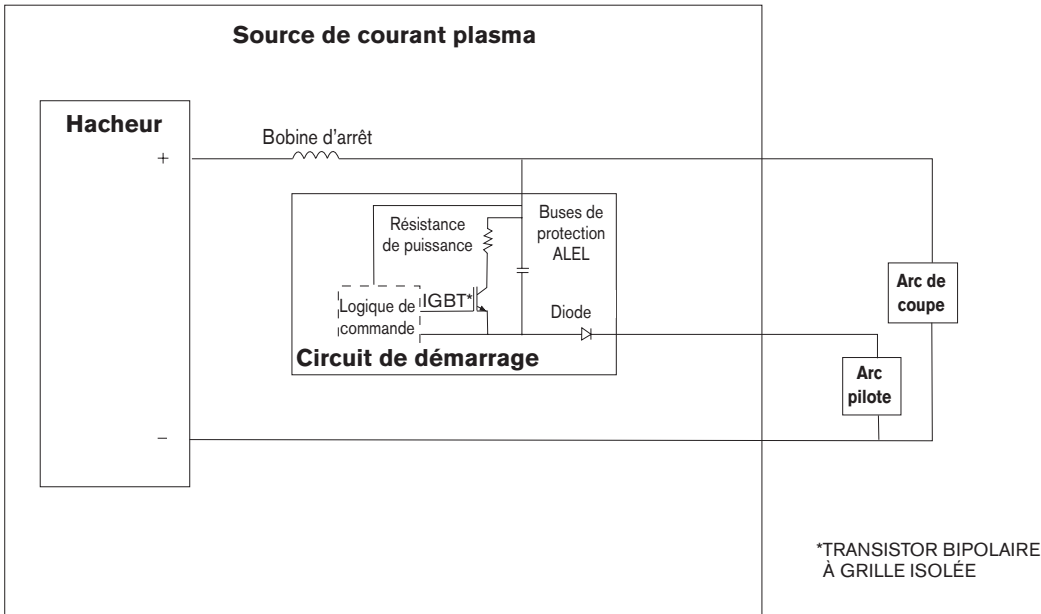 Source de courant plasma
Hacheur
Bobine d'arrêt
+
Résistance
de puissance
Buses de
protection
ALEL
Logique de
commande
IGBT*
Diode
Circuit de démarrage
Arc de
coupe
Arc
pilote
–
*TRANSISTOR BIPOLAIRE
À GRILLE ISOLÉE